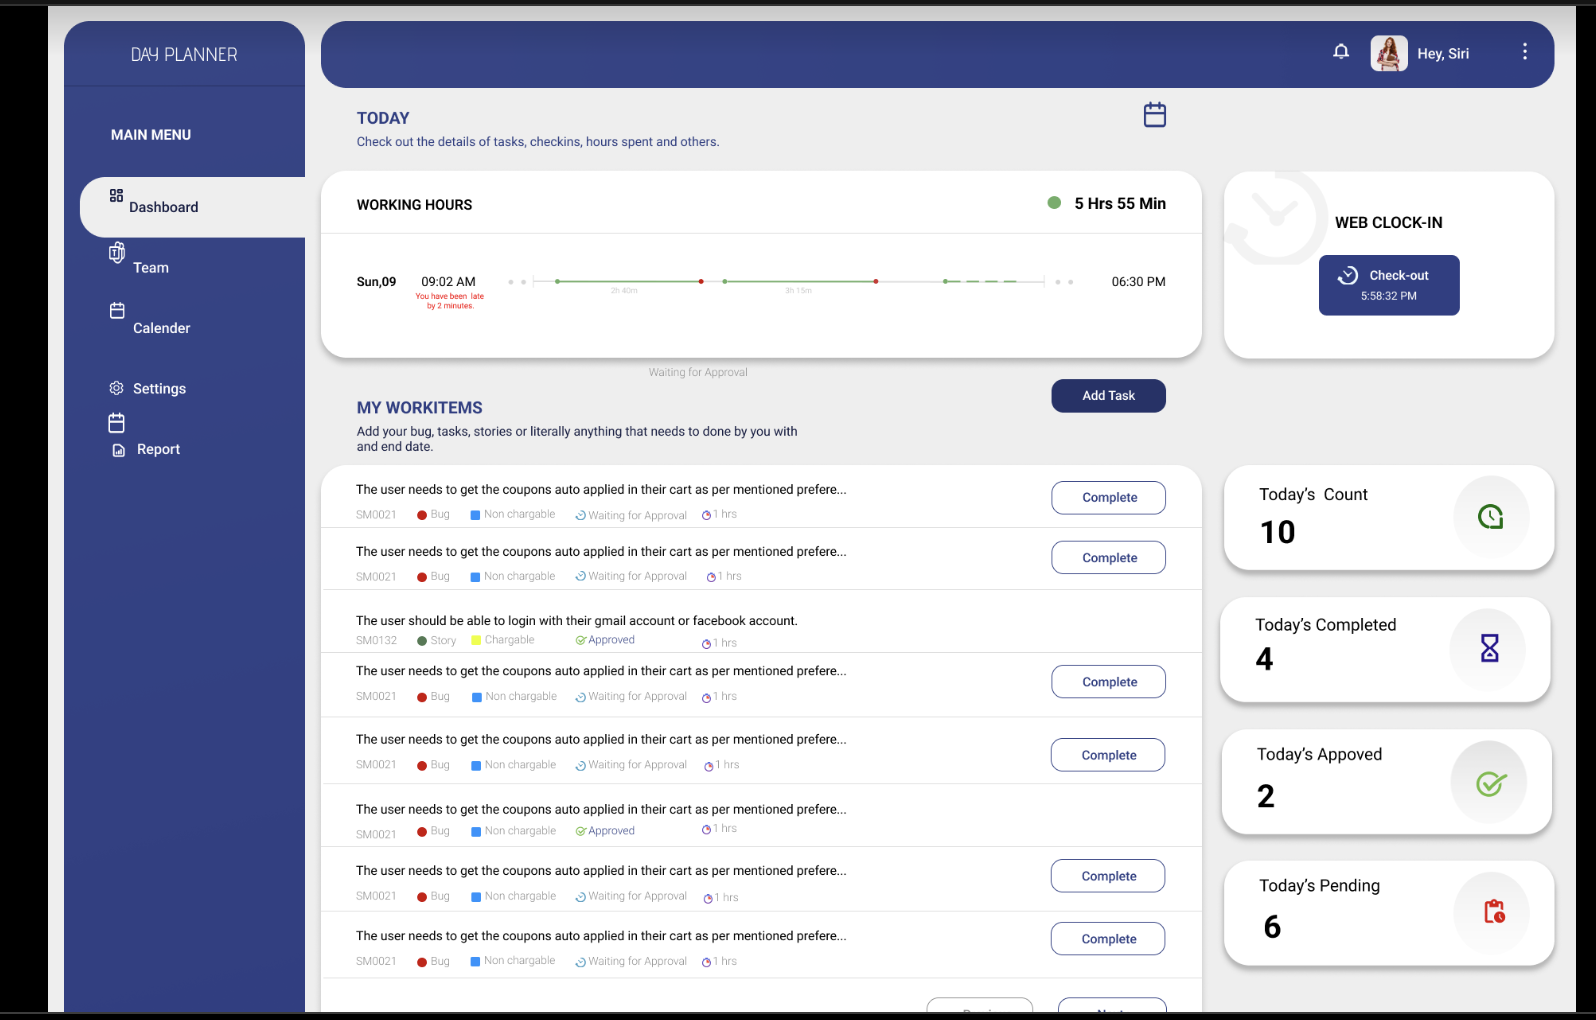 DAY PLANNER
Hey, Siri
MAIN MENU
Dashboard
Team
Calender
Settings
Report
TODAY
Check out the details of tasks, checkins, hours spent and others.
WORKING HOURS
5 Hrs 55 Min
Sun,09
09:02 AM
You have been late
by 2 minutes.
2h 40m
3h 15m
06:30 PM
WEB CLOCK-IN
Check-out
5:58:32 PM
Waiting for Approval
MY WORKITEMS
Add your bug, tasks, stories or literally anything that needs to done by you with
and end date.
Add Task
The user needs to get the coupons auto applied in their cart as per mentioned prefere...
SM0021 Bug Non chargable Waiting for Approval 1 hrs
Complete
The user needs to get the coupons auto applied in their cart as per mentioned prefere...
SM0021 Bug Non chargable Waiting for Approval 1 hrs
Complete
The user should be able to login with their gmail account or facebook account.
SM0132 Story Chargable Approved 1 hrs
The user needs to get the coupons auto applied in their cart as per mentioned prefere...
SM0021 Bug Non chargable Waiting for Approval 1 hrs
Complete
The user needs to get the coupons auto applied in their cart as per mentioned prefere...
SM0021 Bug Non chargable Waiting for Approval 1 hrs
Complete
The user needs to get the coupons auto applied in their cart as per mentioned prefere...
SM0021 Bug Non chargable Approved 1 hrs
The user needs to get the coupons auto applied in their cart as per mentioned prefere...
SM0021 Bug Non chargable Waiting for Approval 1 hrs
Complete
The user needs to get the coupons auto applied in their cart as per mentioned prefere...
SM0021 Bug Non chargable Waiting for Approval 1 hrs
Complete
Today's Count
10
Today's Completed
4
Today's Appoved
2
Today's Pending
6